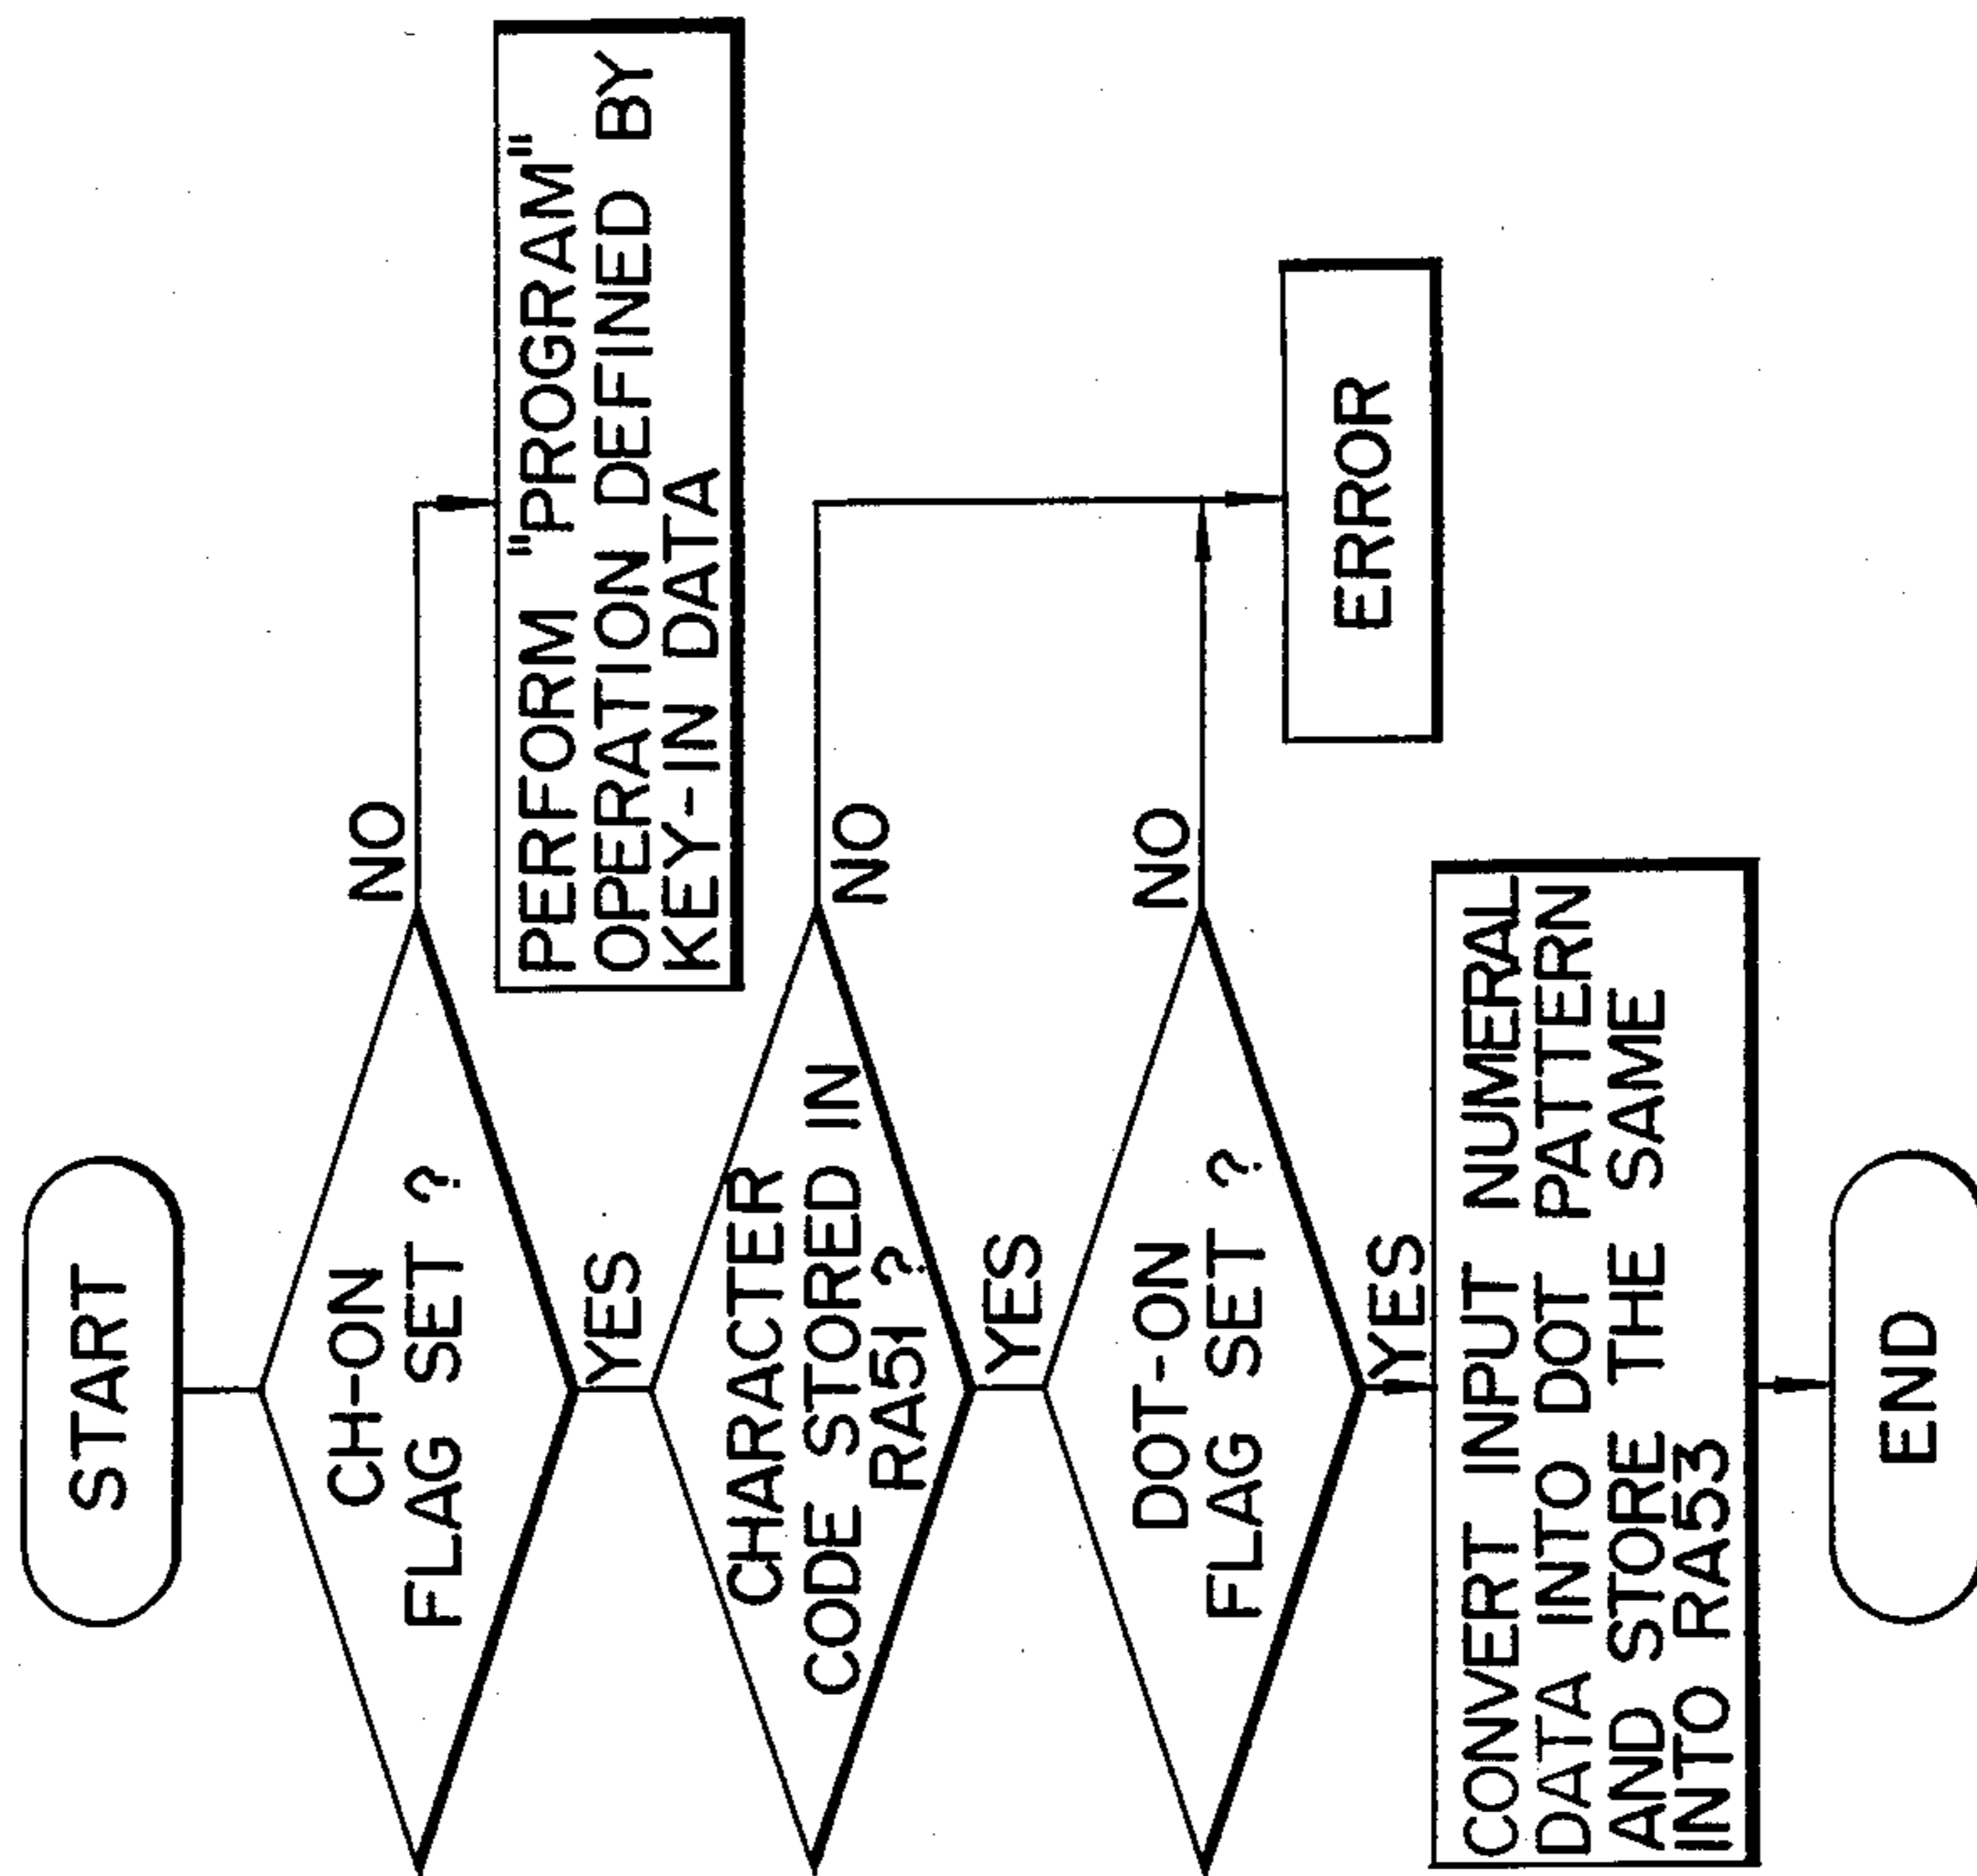 START
CH-ON
FLAG SET ?
NO
YES
PERFORM "PROGRAM"
OPERATION DEFINED BY
KEY-IN DATA
CHARACTER
CODE STORED IN
RA51 ?
NO
YES
DOT-ON
FLAG SET ?
NO
YES
ERROR
CONVERT INPUT NUMERAL
DATA INTO DOT PATTERN
AND STORE THE SAME
INTO RA53
END